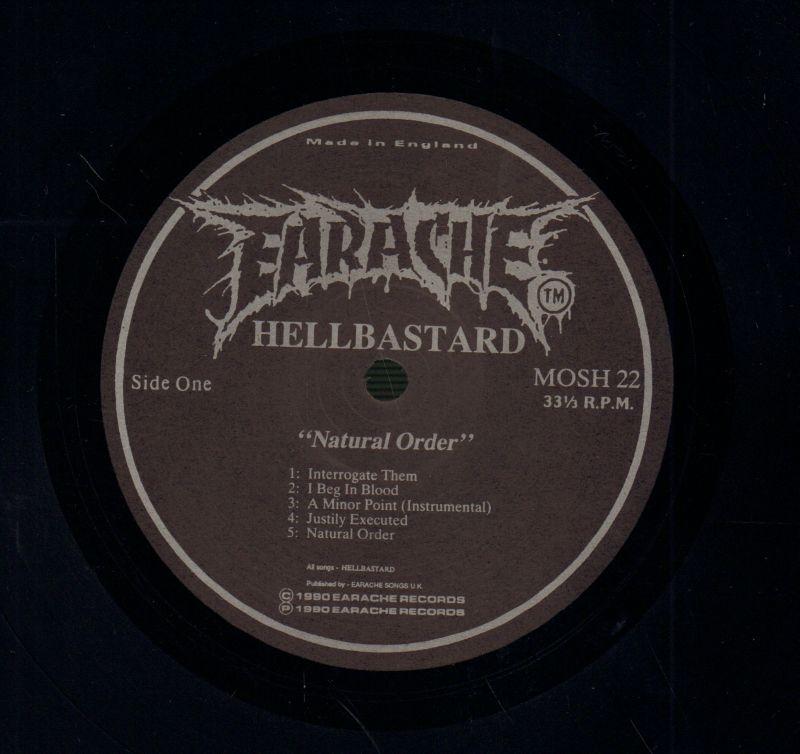 Made in England
EARACHE
TM
HELLBASTARD
Side One
MOSH 22
33⅓ R.P.M.
“Natural Order”
1: Interrogate Them
2: I Beg In Blood
3: A Minor Point (Instrumental)
4: Justily Executed
5: Natural Order
All songs - HELLBASTARD
Published by - EARACHE SONGS U.K.
© 1990 EARACHE RECORDS
℗ 1990 EARACHE RECORDS